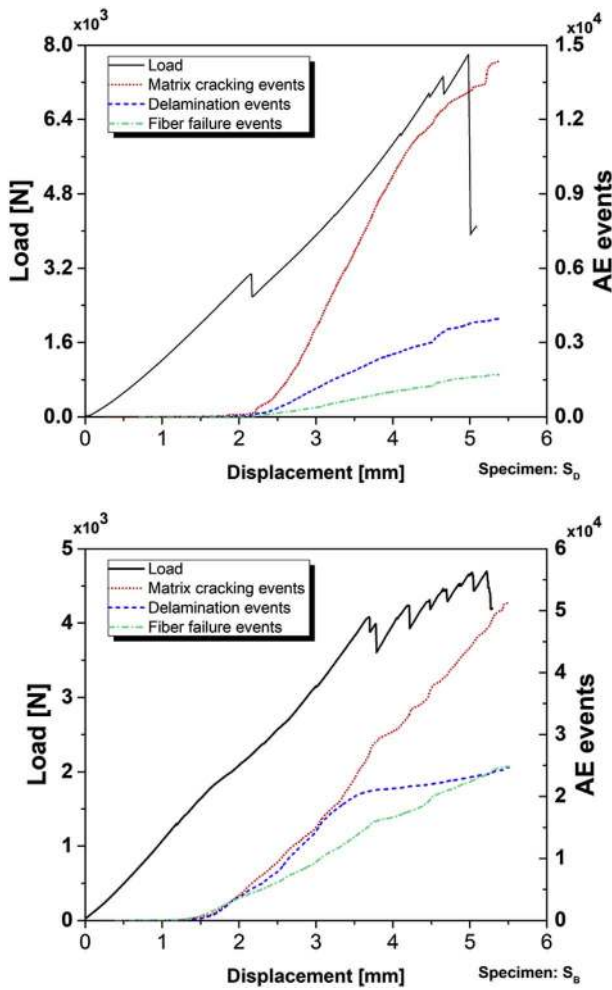 x10³ x10⁴
8.0 1.5
Load
Matrix cracking events
Delamination events
Fiber failure events
6.4 1.2
4.8 0.9
3.2 0.6
1.6 0.3
0.0 0.0
Load [N]
AE events
0 1 2 3 4 5 6
Displacement [mm] Specimen: S_D
x10³ x10⁴
5 6
Load
Matrix cracking events
Delamination events
Fiber failure events
5
4
4
3
3
2
2
1
1
0 0
Load [N]
AE events
0 1 2 3 4 5 6
Displacement [mm] Specimen: S_B